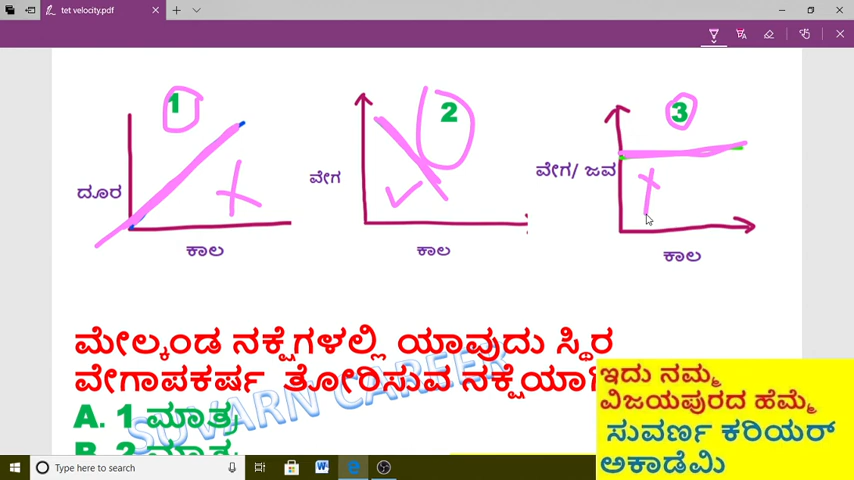 tet velocity.pdf
1
2
3
ದೂರ
ಕಾಲ
ವೇಗ
ಕಾಲ
ವೇಗ/ ಜವ
ಕಾಲ
ಮೇಲ್ಕಂಡ ನಕ್ಷೆಗಳಲ್ಲಿ ಯಾವುದು ಸ್ಥಿರ
ವೇಗಾಪಕರ್ಷ ತೋರಿಸುವ ನಕ್ಷೆಯಾಗಿ
A. 1 ಮಾತ್ರ
B. 2 ಮಾತ್ರ
SUVARN CAREER
ಇದು ನಮ್ಮ
ವಿಜಯಪುರದ ಹೆಮ್ಮೆ
ಸುವರ್ಣ ಕರಿಯರ್
ಅಕಾಡೆಮಿ
Type here to search